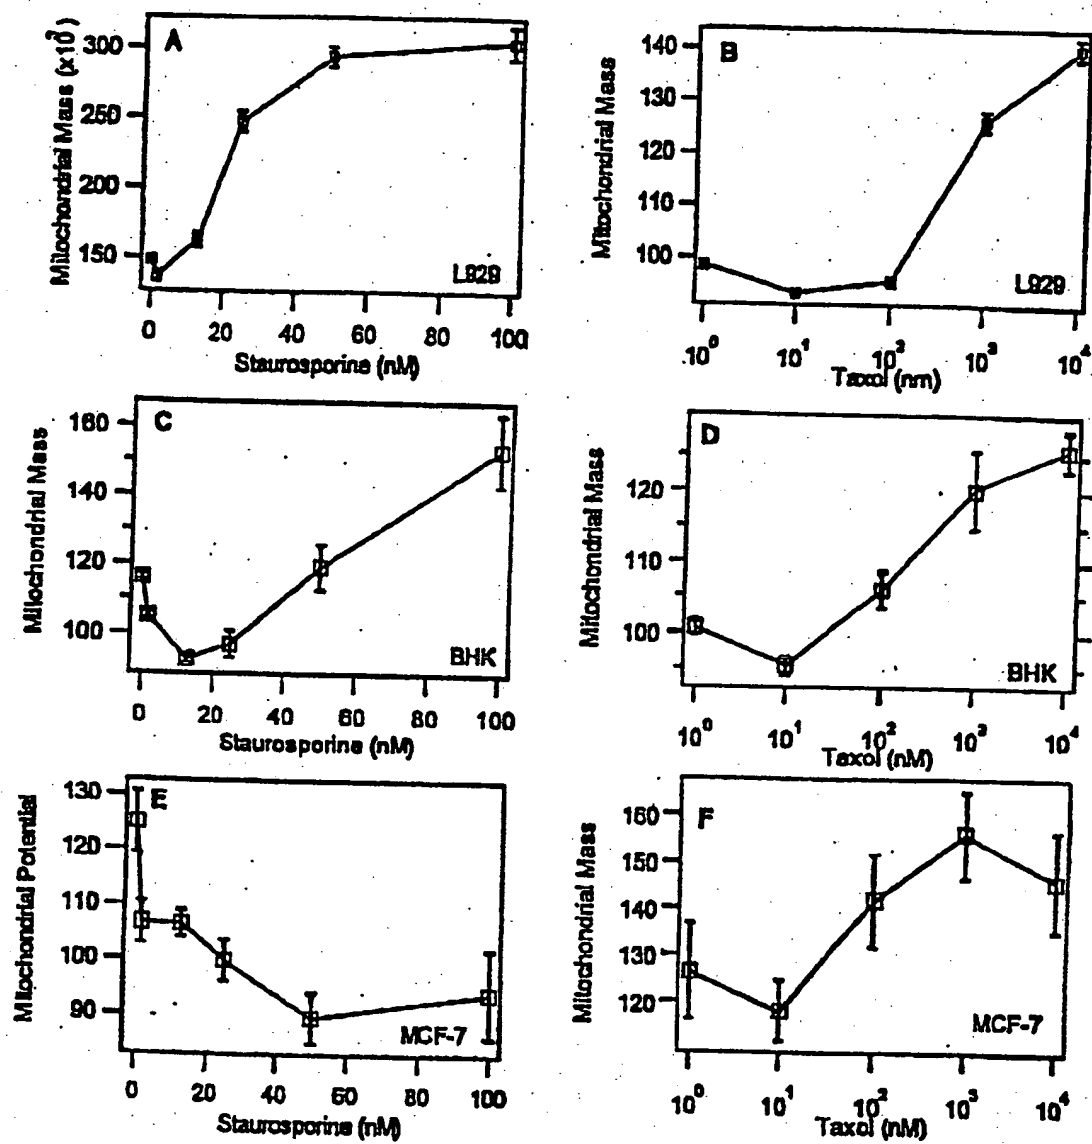 A
Mitochondrial Mass (x10³)
300
250
200
150
L929
0 20 40 60 80 100
Staurosporine (nM)
B
Mitochondrial Mass
140
130
120
110
100
L929
10⁰ 10¹ 10² 10³ 10⁴
Taxol (nm)
C
Mitochondrial Mass
160
140
120
100
BHK
0 20 40 60 80 100
Staurosporine (nM)
D
Mitochondrial Mass
120
100
BHK
10⁰ 10¹ 10² 10³ 10⁴
Taxol (nM)
E
Mitochondrial Potential
130
120
110
100
90
MCF-7
0 20 40 60 80 100
Staurosporine (nM)
F
Mitochondrial Mass
160
150
140
130
120
MCF-7
10⁰ 10¹ 10² 10³ 10⁴
Taxol (nM)